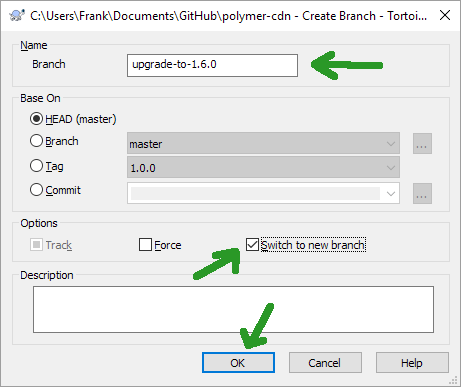 C:\Users\Frank\Documents\GitHub\polymer-cdn - Create Branch - Tortoi...
Name
Branch upgrade-to-1.6.0
Base On
HEAD (master)
Branch master ...
Tag 1.0.0
Commit ...
Options
Track Force Switch to new branch
Description
OK Cancel Help